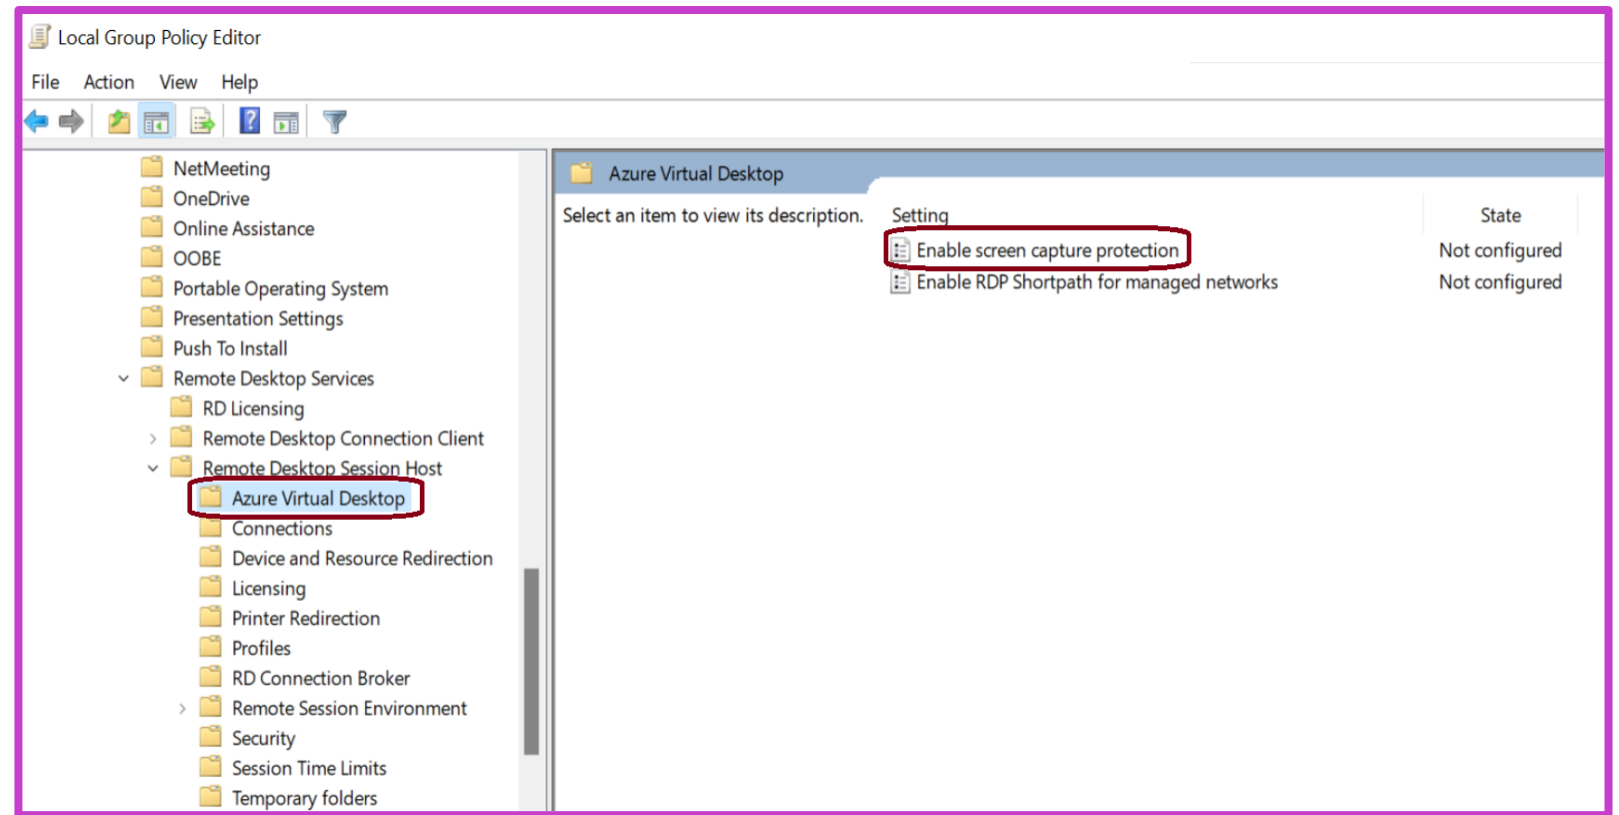 Local Group Policy Editor
File Action View Help
NetMeeting
OneDrive
Online Assistance
OOBE
Portable Operating System
Presentation Settings
Push To Install
Remote Desktop Services
RD Licensing
Remote Desktop Connection Client
Remote Desktop Session Host
Azure Virtual Desktop
Connections
Device and Resource Redirection
Licensing
Printer Redirection
Profiles
RD Connection Broker
Remote Session Environment
Security
Session Time Limits
Temporary folders
Azure Virtual Desktop
Select an item to view its description.
Setting State
Enable screen capture protection Not configured
Enable RDP Shortpath for managed networks Not configured